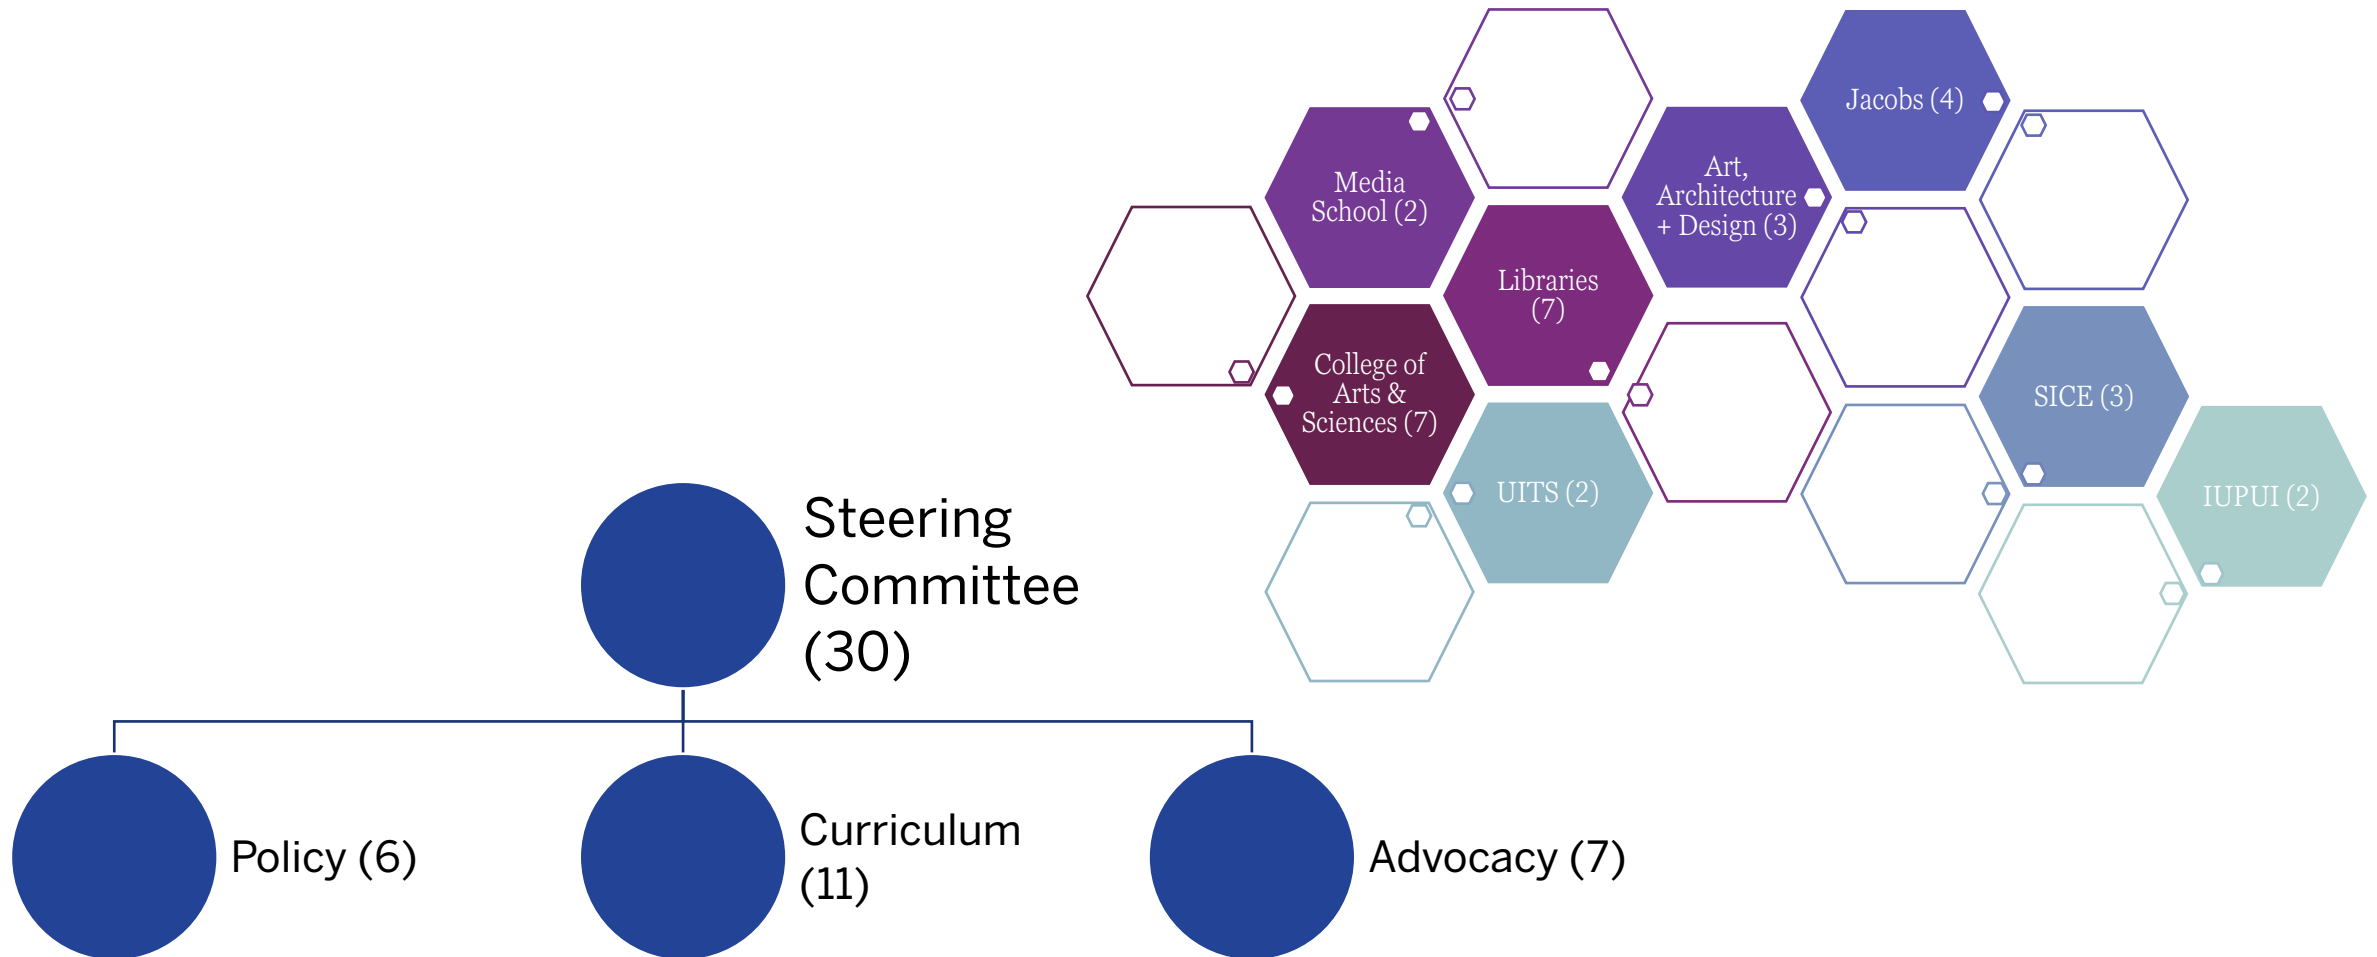 Jacobs (4)
Media
School (2)
Art,
Architecture
+ Design (3)
Libraries
(7)
College of
Arts &
Sciences (7)
SICE (3)
UITS (2)
IUPUI (2)
Steering
Committee
(30)
Policy (6)
Curriculum
(11)
Advocacy (7)